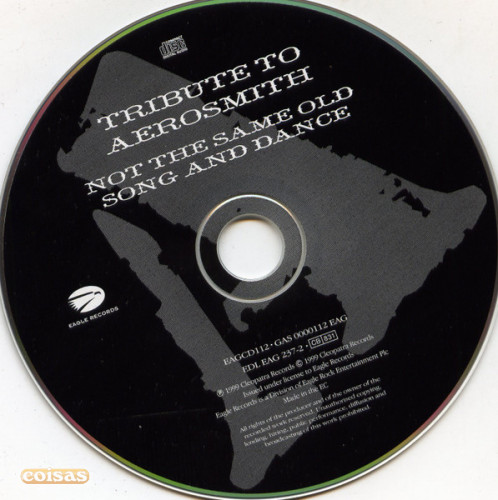 TRIBUTE TO
AEROSMITH
NOT THE SAME OLD
SONG AND DANCE
EAGLE RECORDS
EAGCD112 • GAS 0000112 EAG
EDL EAG 237-2 • CB 831
℗ 1999 Cleopatra Records © 1999 Cleopatra Records
Issued under license to Eagle Records
Eagle Records is a Division of Eagle Rock Entertainment Plc
Made in the EC
All rights of the producer and of the owner of the
recorded work reserved. Unauthorised copying,
lending, hiring, public performance, diffusion and
broadcasting of this work prohibited.
coisas